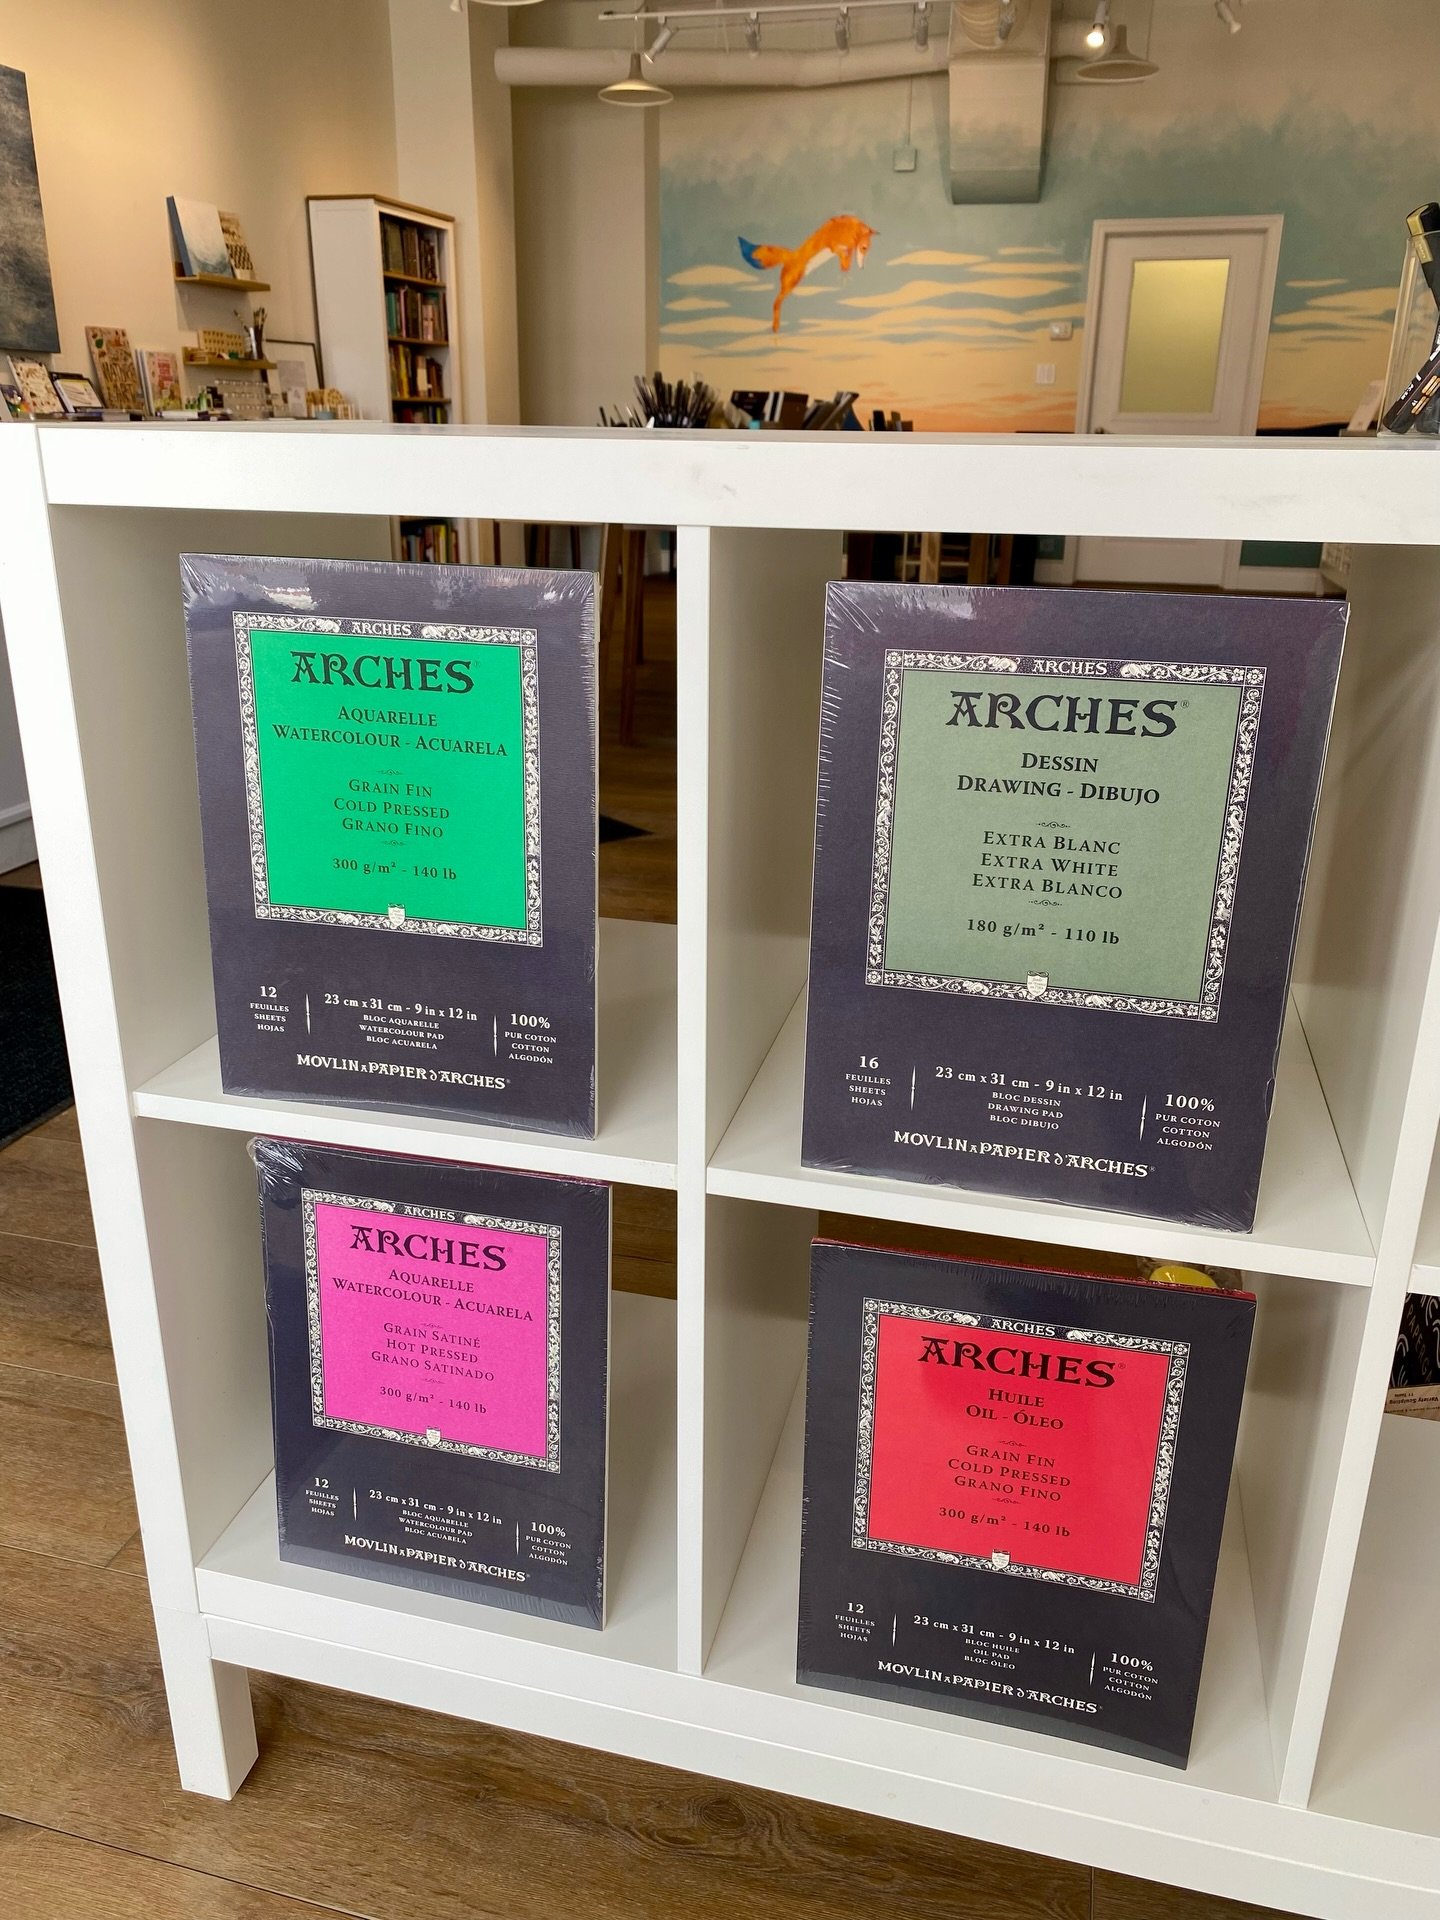 ARCHES
ARCHES®
AQUARELLE
WATERCOLOUR - ACUARELA
GRAIN FIN
COLD PRESSED
GRANO FINO
300 g/m² - 140 lb
12
FEUILLES
SHEETS
HOJAS
23 cm x 31 cm - 9 in x 12 in
BLOC AQUARELLE
WATERCOLOUR PAD
BLOC ACUARELA
100%
PUR COTON
COTTON
ALGODÓN
MOVLIN À PAPIER D'ARCHES®
ARCHES
ARCHES®
DESSIN
DRAWING - DIBUJO
EXTRA BLANC
EXTRA WHITE
EXTRA BLANCO
180 g/m² - 110 lb
16
FEUILLES
SHEETS
HOJAS
23 cm x 31 cm - 9 in x 12 in
BLOC DESSIN
DRAWING PAD
BLOC DIBUJO
100%
PUR COTON
COTTON
ALGODÓN
MOVLIN À PAPIER D'ARCHES®
ARCHES
ARCHES®
AQUARELLE
WATERCOLOUR - ACUARELA
GRAIN SATINÉ
HOT PRESSED
GRANO SATINADO
300 g/m² - 140 lb
12
FEUILLES
SHEETS
HOJAS
23 cm x 31 cm - 9 in x 12 in
BLOC AQUARELLE
WATERCOLOUR PAD
BLOC ACUARELA
100%
PUR COTON
COTTON
ALGODÓN
MOVLIN À PAPIER D'ARCHES®
ARCHES
ARCHES®
HUILE
OIL - ÓLEO
GRAIN FIN
COLD PRESSED
GRANO FINO
300 g/m² - 140 lb
12
FEUILLES
SHEETS
HOJAS
23 cm x 31 cm - 9 in x 12 in
BLOC HUILE
OIL PAD
BLOC ÓLEO
100%
PUR COTON
COTTON
ALGODÓN
MOVLIN À PAPIER D'ARCHES®
Variety Sculpting
11 Tools